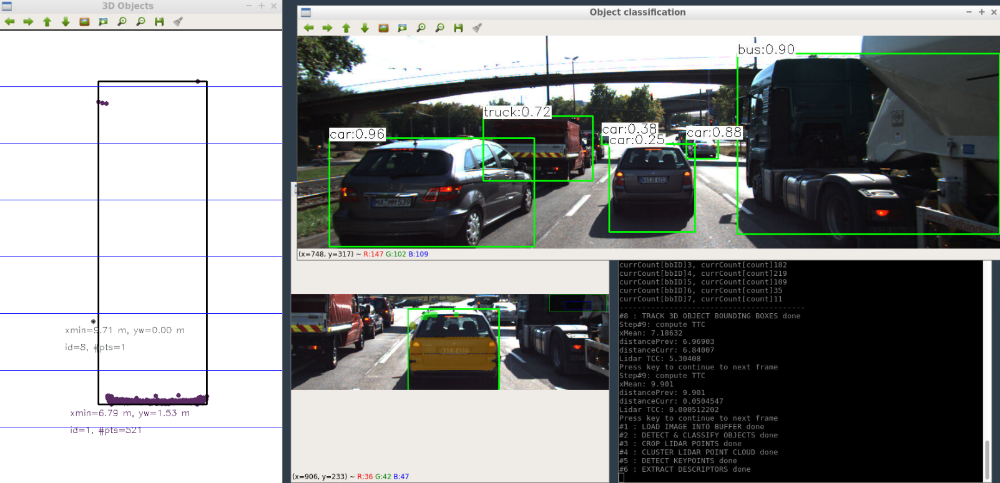 3D Objects
xmin=9.71 m, yw=0.00 m
id=8, #pts=1
xmin=6.79 m, yw=1.53 m
id=1, #pts=521
Object classification
bus:0.90
truck:0.72
car:0.96
car:0.38
car:0.25
car:0.88
(x=748, y=317) ~ R:147 G:102 B:109
currCount[bbID]3, currCount[count]182
currCount[bbID]4, currCount[count]219
currCount[bbID]5, currCount[count]109
currCount[bbID]6, currCount[count]35
currCount[bbID]7, currCount[count]11
-----------------------------------------
#8 : TRACK 3D OBJECT BOUNDING BOXES done
Step#9: compute TTC
xMean: 7.18632
distancePrev: 6.96903
distanceCurr: 6.84007
Lidar TCC: 5.30408
Press key to continue to next frame
Step#9: compute TTC
xMean: 9.901
distancePrev: 9.901
distanceCurr: 0.0504547
Lidar TCC: 0.000512202
Press key to continue to next frame
#1 : LOAD IMAGE INTO BUFFER done
#2 : DETECT & CLASSIFY OBJECTS done
#3 : CROP LIDAR POINTS done
#4 : CLUSTER LIDAR POINT CLOUD done
#5 : DETECT KEYPOINTS done
#6 : EXTRACT DESCRIPTORS done
(x=906, y=233) ~ R:36 G:42 B:47